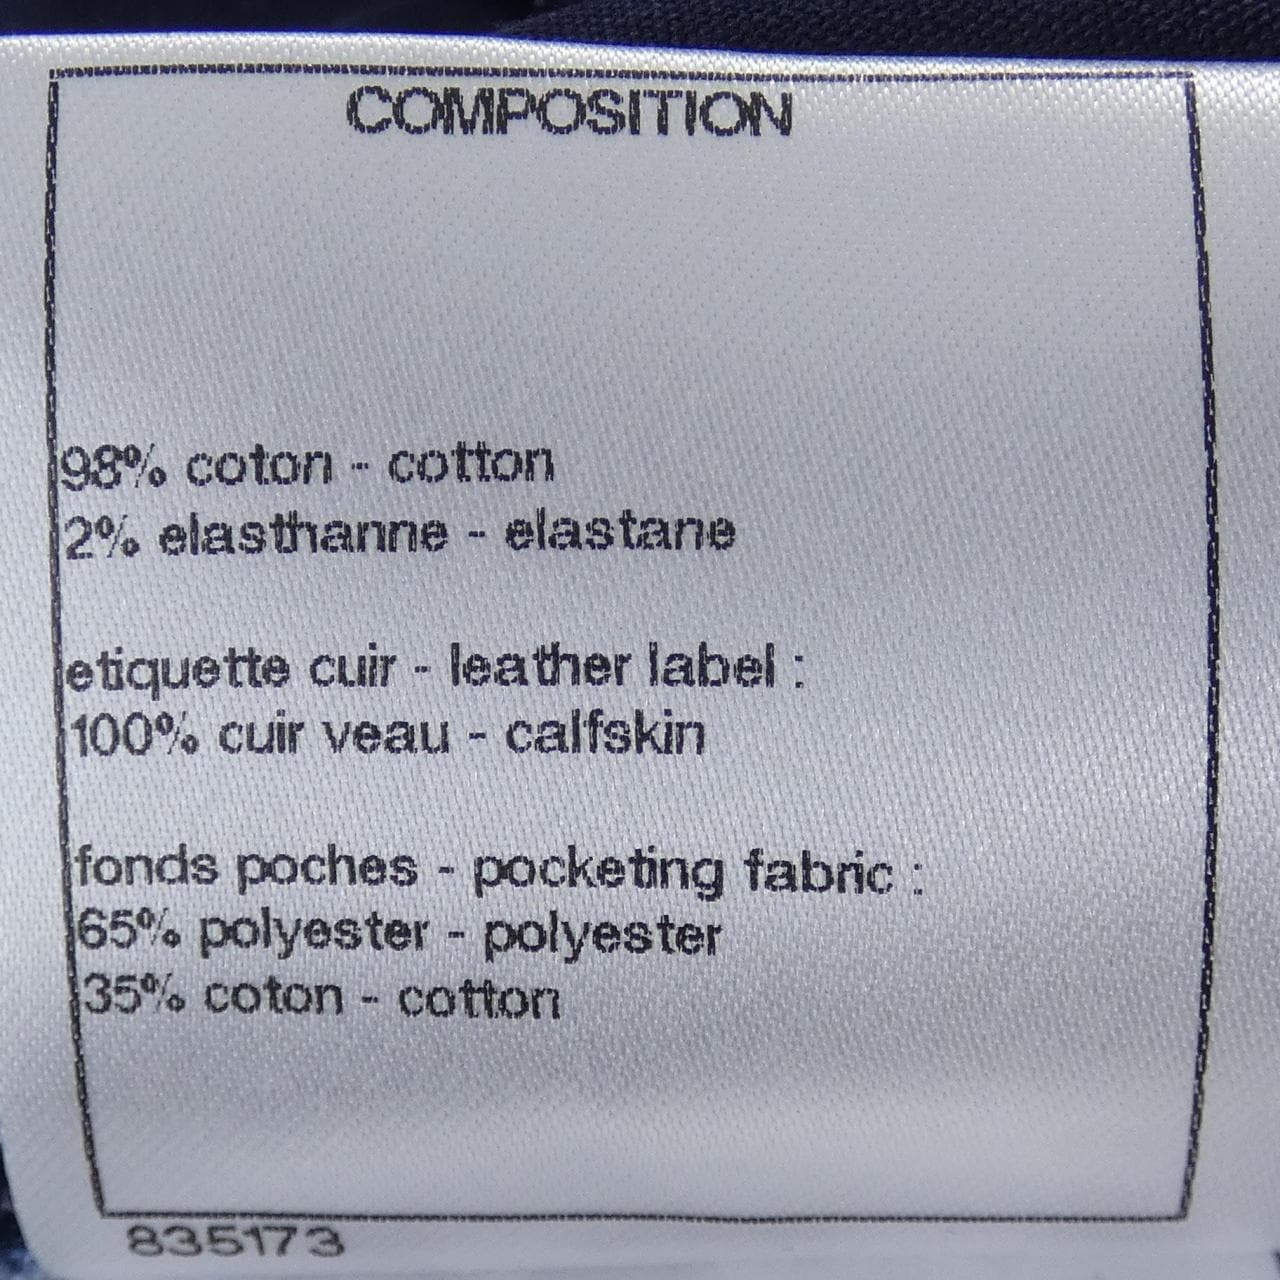 COMPOSITION
98% coton - cotton
2% elasthanne - elastane
etiquette cuir - leather label :
100% cuir veau - calfskin
fonds poches - pocketing fabric :
65% polyester - polyester
35% coton - cotton
835173